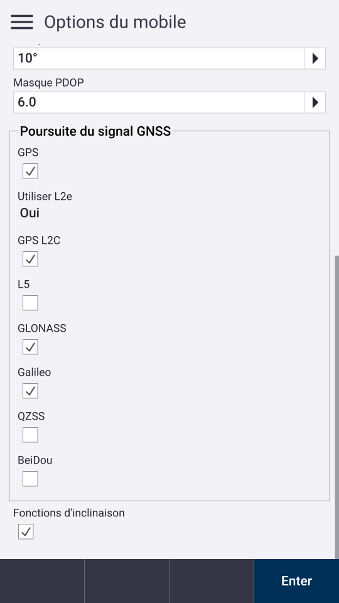 Options du mobile
10°
Masque PDOP
6.0
Poursuite du signal GNSS
GPS
Utiliser L2e
Oui
GPS L2C
L5
GLONASS
Galileo
QZSS
BeiDou
Fonctions d'inclinaison
Enter